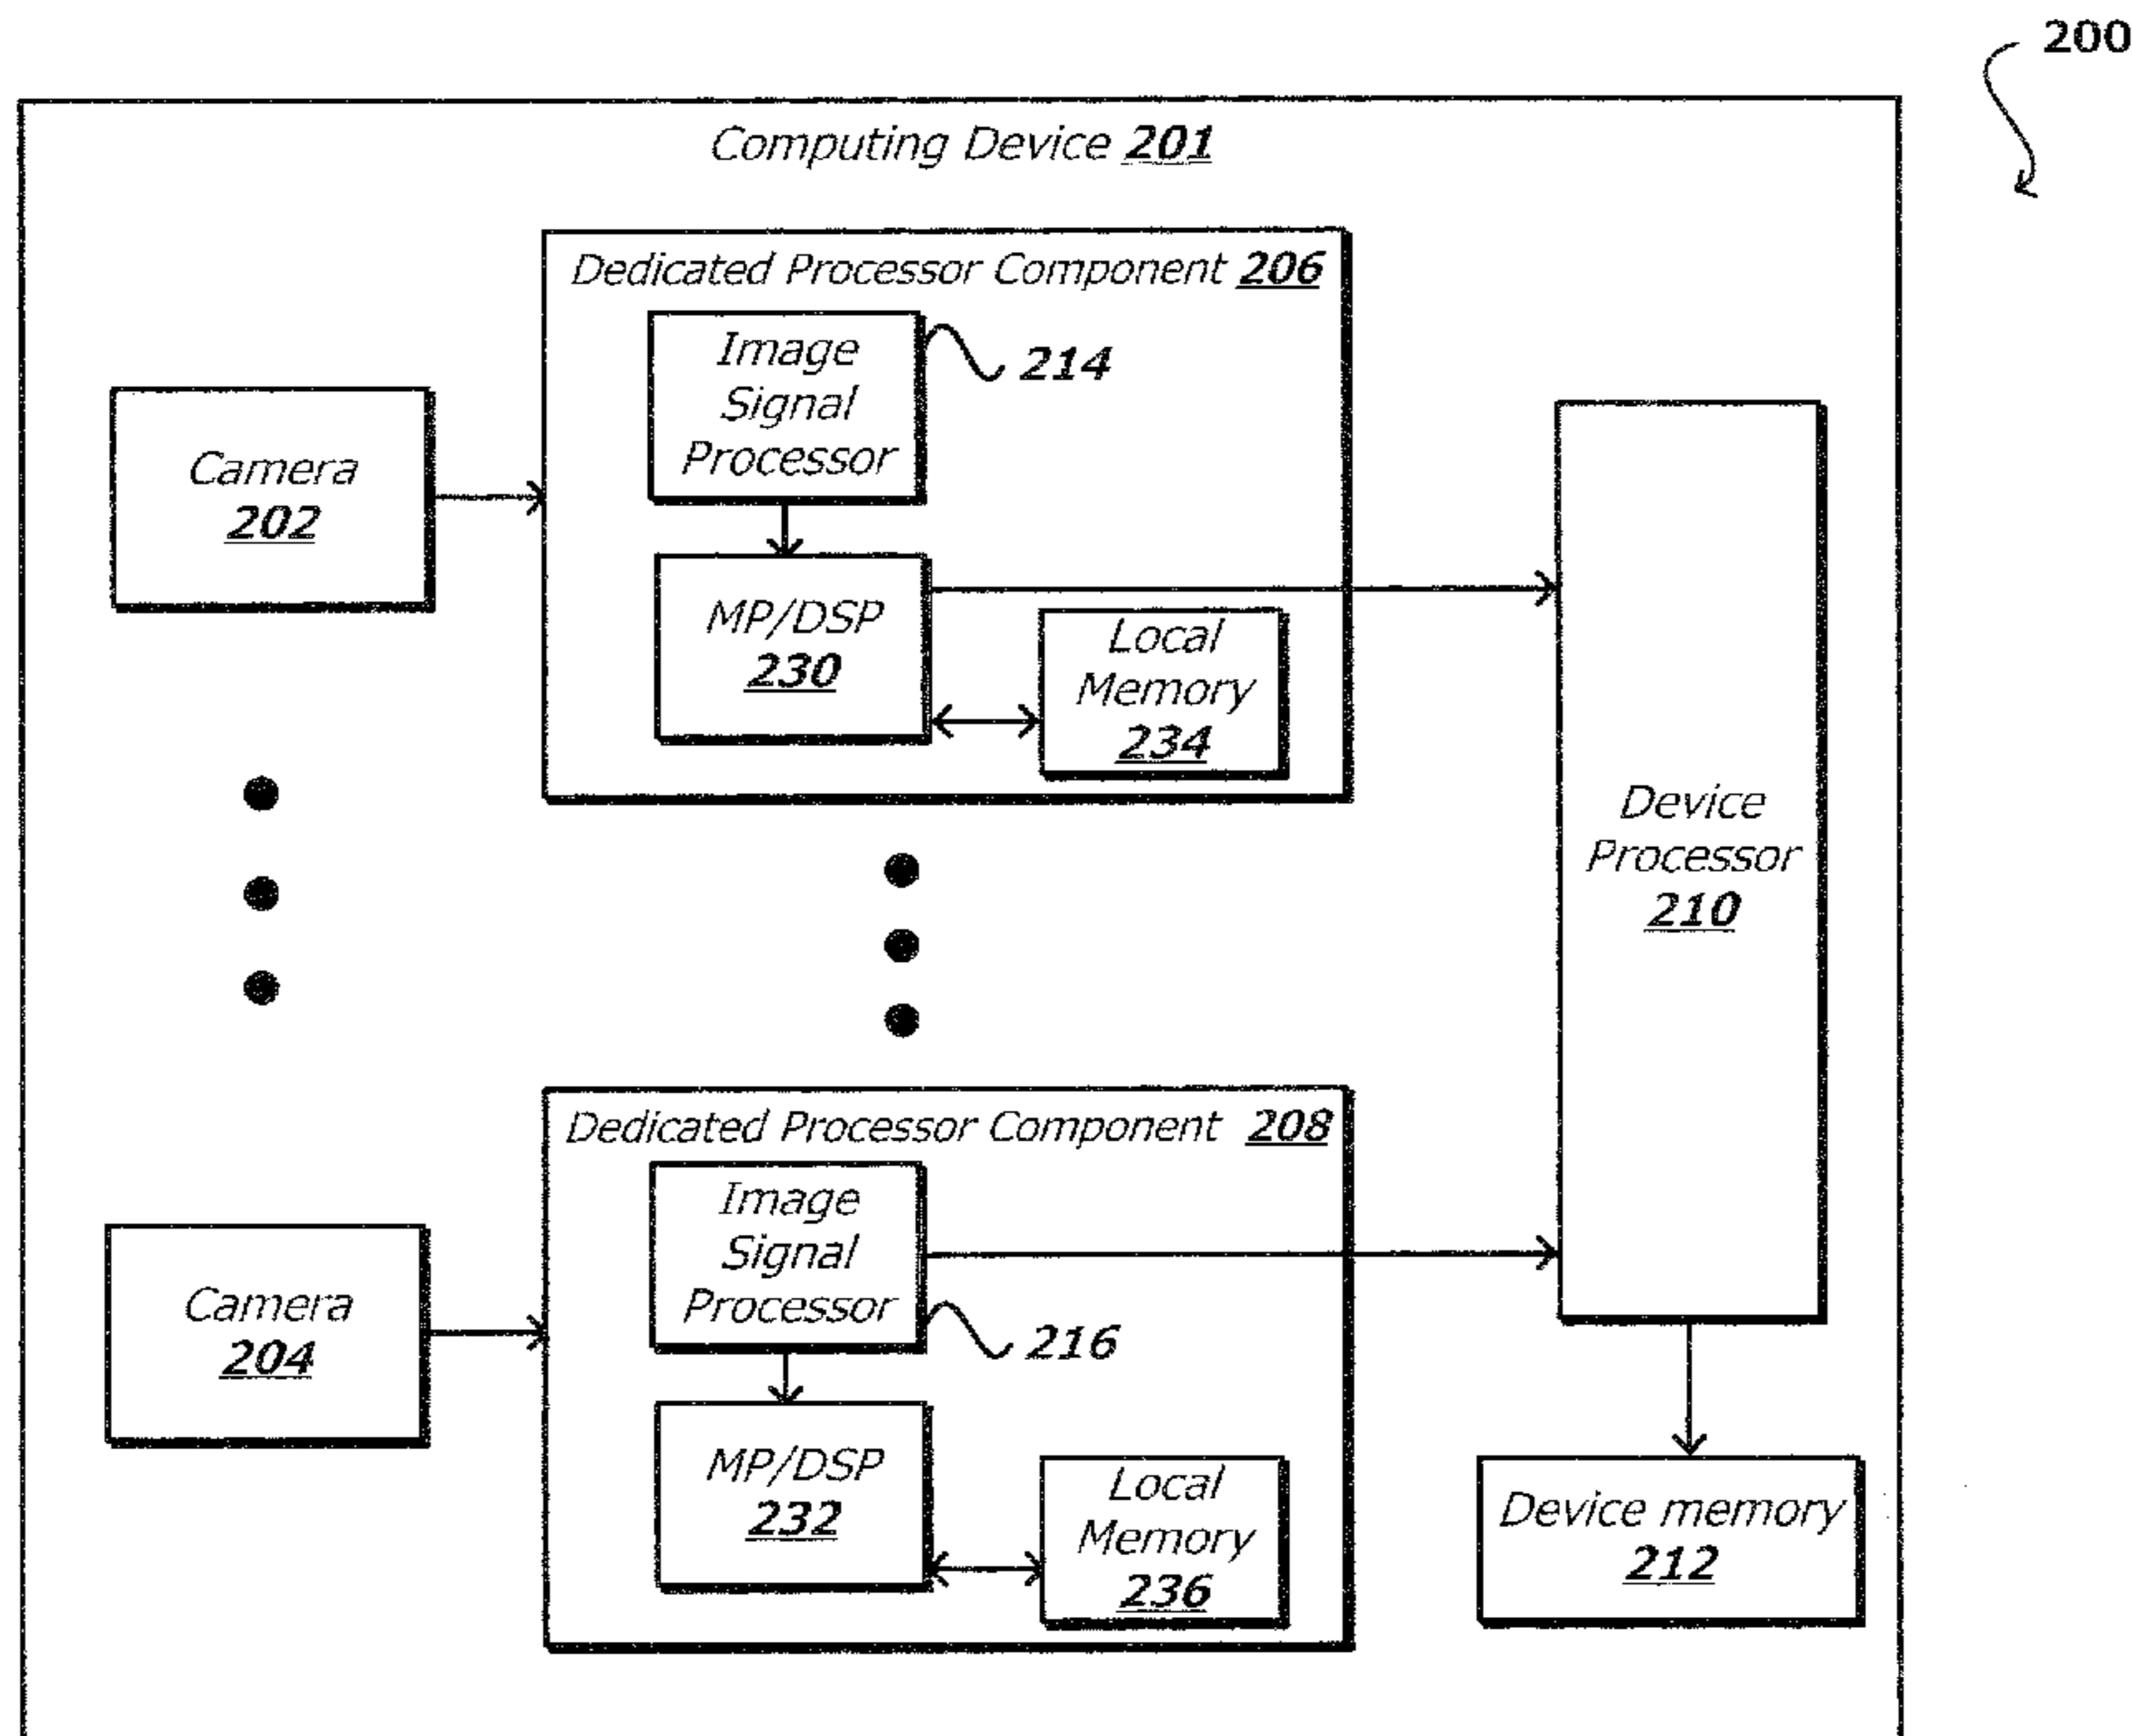 200
Computing Device 201
Dedicated Processor Component 206
Image
Signal
Processor
214
Camera
202
MP/DSP
230
Local
Memory
234
Device
Processor
210
Dedicated Processor Component 208
Image
Signal
Processor
216
Camera
204
MP/DSP
232
Local
Memory
236
Device memory
212